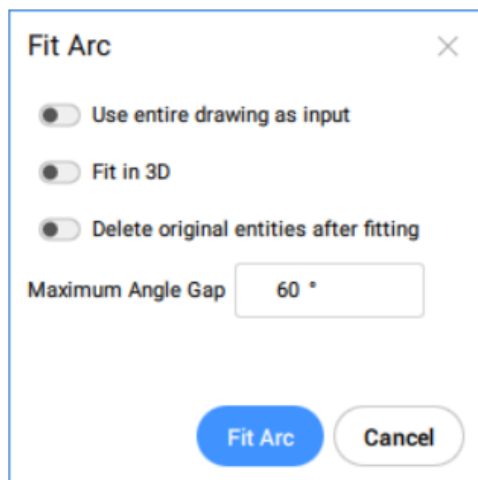 Fit Arc
Use entire drawing as input
Fit in 3D
Delete original entities after fitting
Maximum Angle Gap 60 °
Fit Arc Cancel